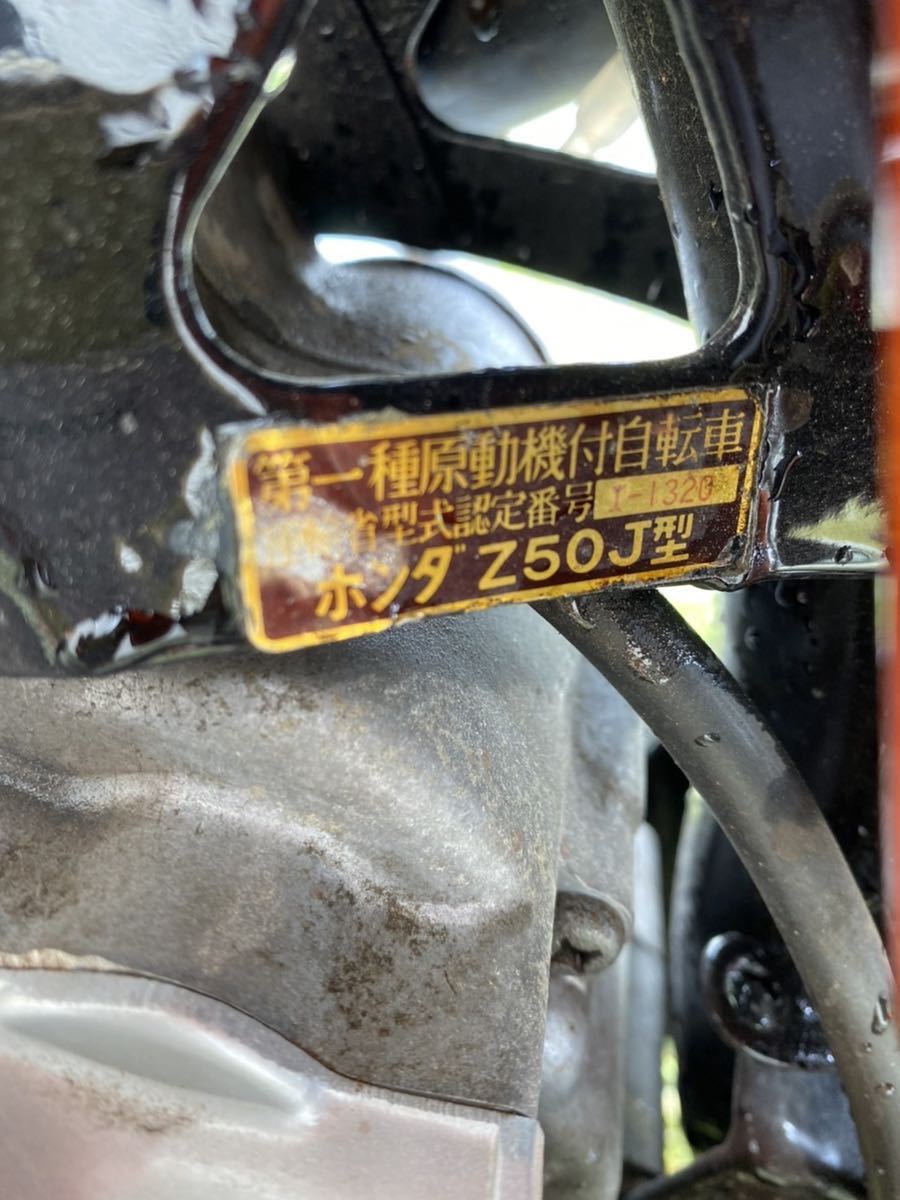 第一種原動機付自転車
省型式認定番号 I-1320
ホンダ Z50J型